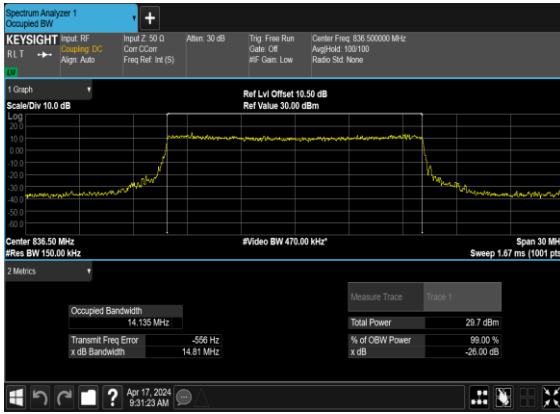 Spectrum Analyzer 1
Occupied BW
+
KEYSIGHT Input: RF Input Z: 50 Ω Atten: 30 dB Trig: Free Run Center Freq: 836.500000 MHz
RLT Coupling: DC Corr CCorr Gate: Off Avg|Hold: 100/100
Align: Auto Freq Ref: Int (S) #IF Gain: Low Radio Std: None
1 Graph
Ref Lvl Offset 10.50 dB
Scale/Div 10.0 dB Ref Value 30.00 dBm
Log
20.0
10.0
0.00
-10.0
-20.0
-30.0
-40.0
-50.0
-60.0
Center 836.50 MHz #Video BW 470.00 kHz* Span 30 MH
#Res BW 150.00 kHz Sweep 1.67 ms (1001 pts
2 Metrics
Measure Trace Trace 1
Occupied Bandwidth
14.135 MHz Total Power 29.7 dBm
Transmit Freq Error -556 Hz % of OBW Power 99.00 %
x dB Bandwidth 14.81 MHz x dB -26.00 dB
?
Apr 17, 2024
9:31:23 AM